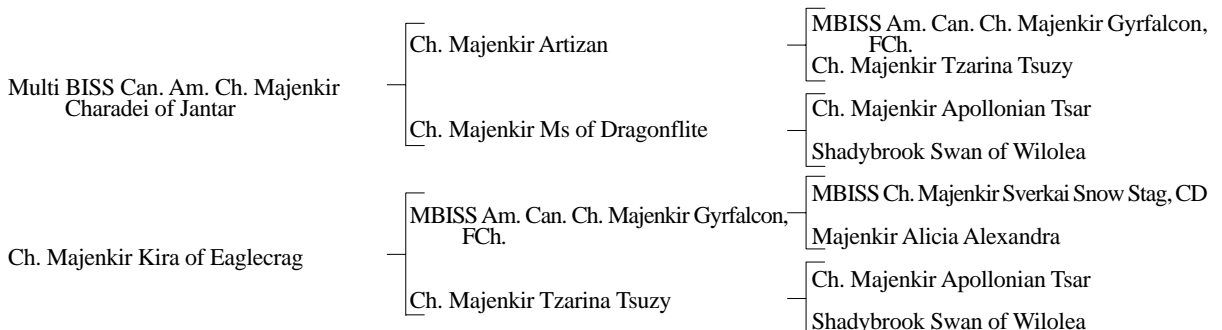 MBISS Am. Can. Ch. Majenkir Gyrfalcon,
FCh.
Ch. Majenkir Artizan
Ch. Majenkir Tzarina Tsuzy
Multi BISS Can. Am. Ch. Majenkir
Charadei of Jantar
Ch. Majenkir Apollonian Tsar
Ch. Majenkir Ms of Dragonflite
Shadybrook Swan of Wilolea
MBISS Ch. Majenkir Sverkai Snow Stag, CD
MBISS Am. Can. Ch. Majenkir Gyrfalcon,
FCh.
Majenkir Alicia Alexandra
Ch. Majenkir Kira of Eaglecrag
Ch. Majenkir Apollonian Tsar
Ch. Majenkir Tzarina Tsuzy
Shadybrook Swan of Wilolea